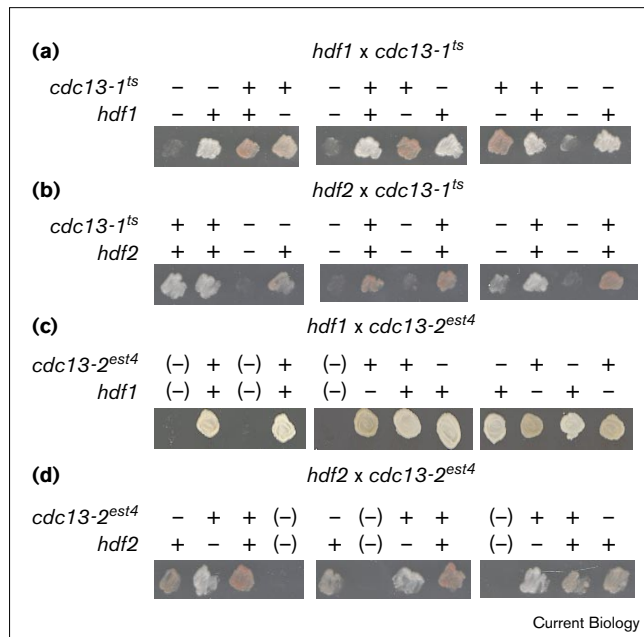 (a) hdf1 x cdc13-1ts
cdc13-1ts – – + + – + + – + + – –
hdf1 – + + – – + – + – + – +
(b) hdf2 x cdc13-1ts
cdc13-1ts + + – – – + – + – + – +
hdf2 + + – + – + – + – + – +
(c) hdf1 x cdc13-2est4
cdc13-2est4 (–) + (–) + (–) + + – – + – +
hdf1 (–) + (–) + (–) – + + + – + –
(d) hdf2 x cdc13-2est4
cdc13-2est4 – + + (–) – (–) + + (–) + + –
hdf2 + – + (–) + (–) – + (–) – + +
Current Biology